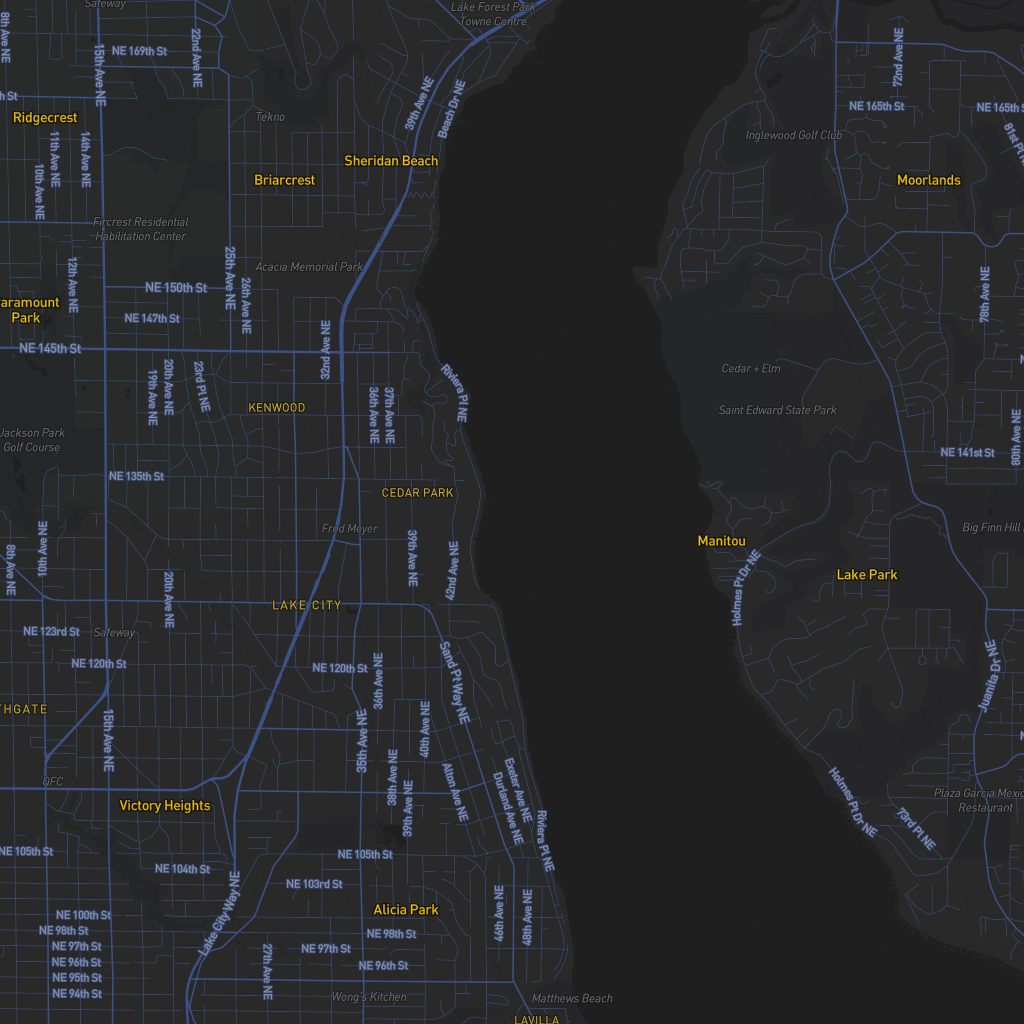 Safeway
Lake Forest Park
Towne Centre
8th Ave NE
15th Ave NE
NE 169th St
22nd Ave NE
72nd Ave NE
39th Ave NE
Beach Dr NE
NE 165th St
NE 165th S
81st Pl N
h St
Ridgecrest
Tekno
Inglewood Golf Club
11th Ave NE
14th Ave NE
10th Ave NE
Sheridan Beach
Briarcrest
Moorlands
Fircrest Residential
Habilitation Center
12th Ave NE
25th Ave NE
26th Ave NE
Acacia Memorial Park
78th Ave NE
NE 150th St
aramount
Park
NE 147th St
32nd Ave NE
NE 145th St
N
19th Ave NE
20th Ave NE
23rd Pl NE
36th Ave NE
37th Ave NE
Riviera Pl NE
Cedar + Elm
Saint Edward State Park
80th Ave NE
KENWOOD
Jackson Park
Golf Course
NE 141st St
NE 135th St
CEDAR PARK
Fred Meyer
Big Finn Hill
8th Ave NE
10th Ave NE
20th Ave NE
39th Ave NE
42nd Ave NE
Manitou
Holmes Pt Dr NE
Lake Park
LAKE CITY
NE 123rd St
Safeway
NE 120th St
NE 120th St
36th Ave NE
Sand Pt Way NE
Juanita Dr NE
THGATE
15th Ave NE
35th Ave NE
40th Ave NE
N
QFC
38th Ave NE
39th Ave NE
Alton Ave NE
Exeter Ave NE
Durland Ave NE
Riviera Pl NE
Holmes Pt Dr NE
73rd Pl NE
Plaza Garcia Mexic
Restaurant
Victory Heights
NE 105th St
NE 105th St
NE 104th St
NE 103rd St
Lake City Way NE
Alicia Park
46th Ave NE
48th Ave NE
NE 100th St
NE 98th St
NE 97th St
NE 96th St
NE 95th St
NE 94th St
27th Ave NE
NE 98th St
NE 97th St
NE 96th St
Wong's Kitchen
Matthews Beach
LAVILLA